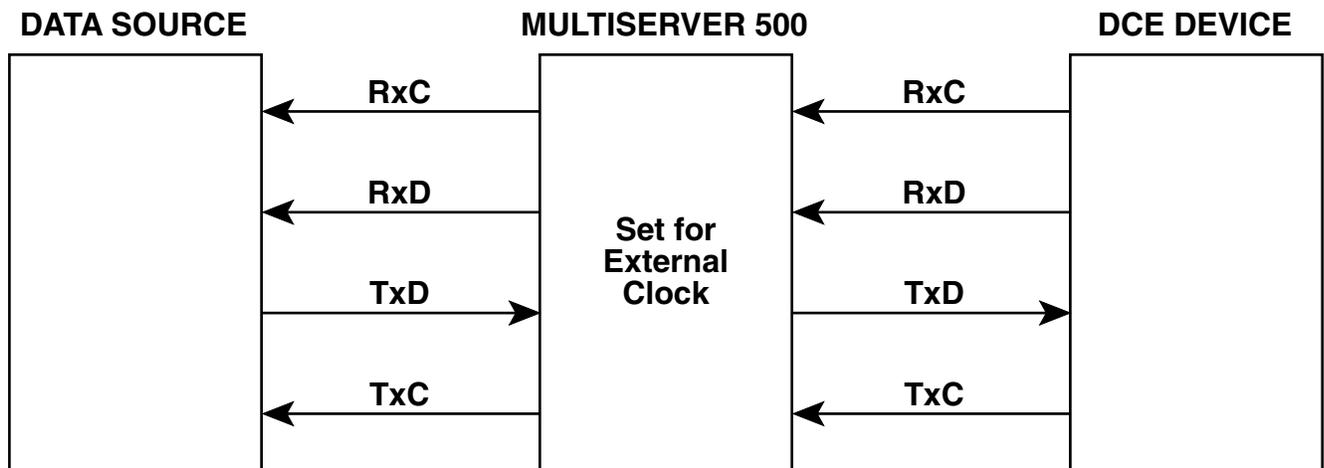 DATA SOURCE
MULTISERVER 500
DCE DEVICE
RxC
RxC
RxD
RxD
Set for
External
Clock
TxD
TxD
TxC
TxC